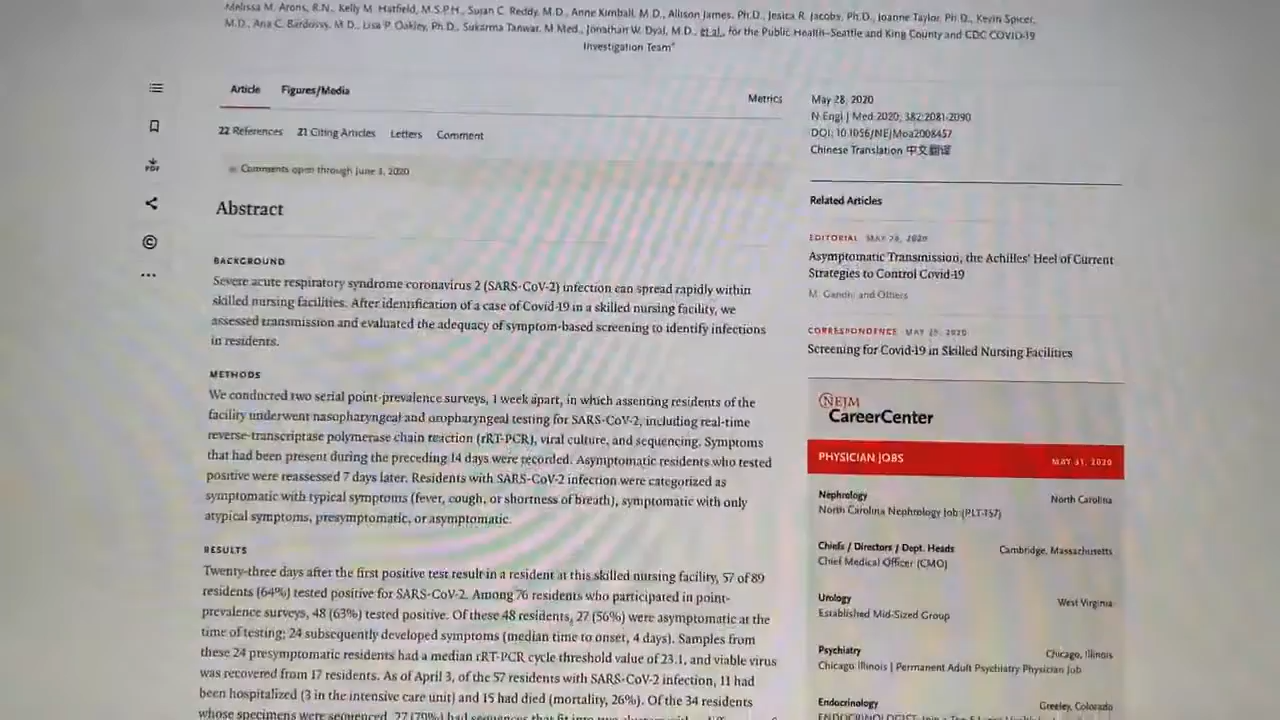 Melissa M. Arons, R.N., Kelly M. Hatfield, M.S.P.H., Sujan C. Reddy, M.D., Anne Kimball, M.D., Allison James, Ph.D., Jesica R. Jacobs, Ph.D., Joanne Taylor, Ph.D., Kevin Spicer,
M.D., Ana C. Bardossy, M.D., Lisa P. Oakley, Ph.D., Sukarma Tanwar, M.Med., Jonathan W. Dyal, M.D., et al., for the Public Health–Seattle and King County and CDC COVID-19
Investigation Team*
Article Figures/Media
Metrics
22 References 21 Citing Articles Letters Comment
Comments open through June 3, 2020
Abstract
BACKGROUND
Severe acute respiratory syndrome coronavirus 2 (SARS-CoV-2) infection can spread rapidly within
skilled nursing facilities. After identification of a case of Covid-19 in a skilled nursing facility, we
assessed transmission and evaluated the adequacy of symptom-based screening to identify infections
in residents.
METHODS
We conducted two serial point-prevalence surveys, 1 week apart, in which assenting residents of the
facility underwent nasopharyngeal and oropharyngeal testing for SARS-CoV-2, including real-time
reverse-transcriptase polymerase chain reaction (rRT-PCR), viral culture, and sequencing. Symptoms
that had been present during the preceding 14 days were recorded. Asymptomatic residents who tested
positive were reassessed 7 days later. Residents with SARS-CoV-2 infection were categorized as
symptomatic with typical symptoms (fever, cough, or shortness of breath), symptomatic with only
atypical symptoms, presymptomatic, or asymptomatic.
RESULTS
Twenty-three days after the first positive test result in a resident at this skilled nursing facility, 57 of 89
residents (64%) tested positive for SARS-CoV-2. Among 76 residents who participated in point-
prevalence surveys, 48 (63%) tested positive. Of these 48 residents, 27 (56%) were asymptomatic at the
time of testing; 24 subsequently developed symptoms (median time to onset, 4 days). Samples from
these 24 presymptomatic residents had a median rRT-PCR cycle threshold value of 23.1, and viable virus
was recovered from 17 residents. As of April 3, of the 57 residents with SARS-CoV-2 infection, 11 had
been hospitalized (3 in the intensive care unit) and 15 had died (mortality, 26%). Of the 34 residents
whose specimens were sequenced, 27 (79%) had sequences that fit into two
PDF
May 28, 2020
N Engl J Med 2020; 382:2081-2090
DOI: 10.1056/NEJMoa2008457
Chinese Translation 中文翻译
Related Articles
EDITORIAL MAY 28, 2020
Asymptomatic Transmission, the Achilles' Heel of Current
Strategies to Control Covid-19
M. Gandhi and Others
CORRESPONDENCE MAY 28, 2020
Screening for Covid-19 in Skilled Nursing Facilities
NEJM
CareerCenter
PHYSICIAN JOBS MAY 31, 2020
Nephrology North Carolina
North Carolina Nephrology Job (PLT-157)
Chiefs / Directors / Dept. Heads Cambridge, Massachusetts
Chief Medical Officer (CMO)
Urology West Virginia
Established Mid-Sized Group
Psychiatry Chicago, Illinois
Chicago Illinois | Permanent Adult Psychiatry Physician Job
Endocrinology Greeley, Colorado